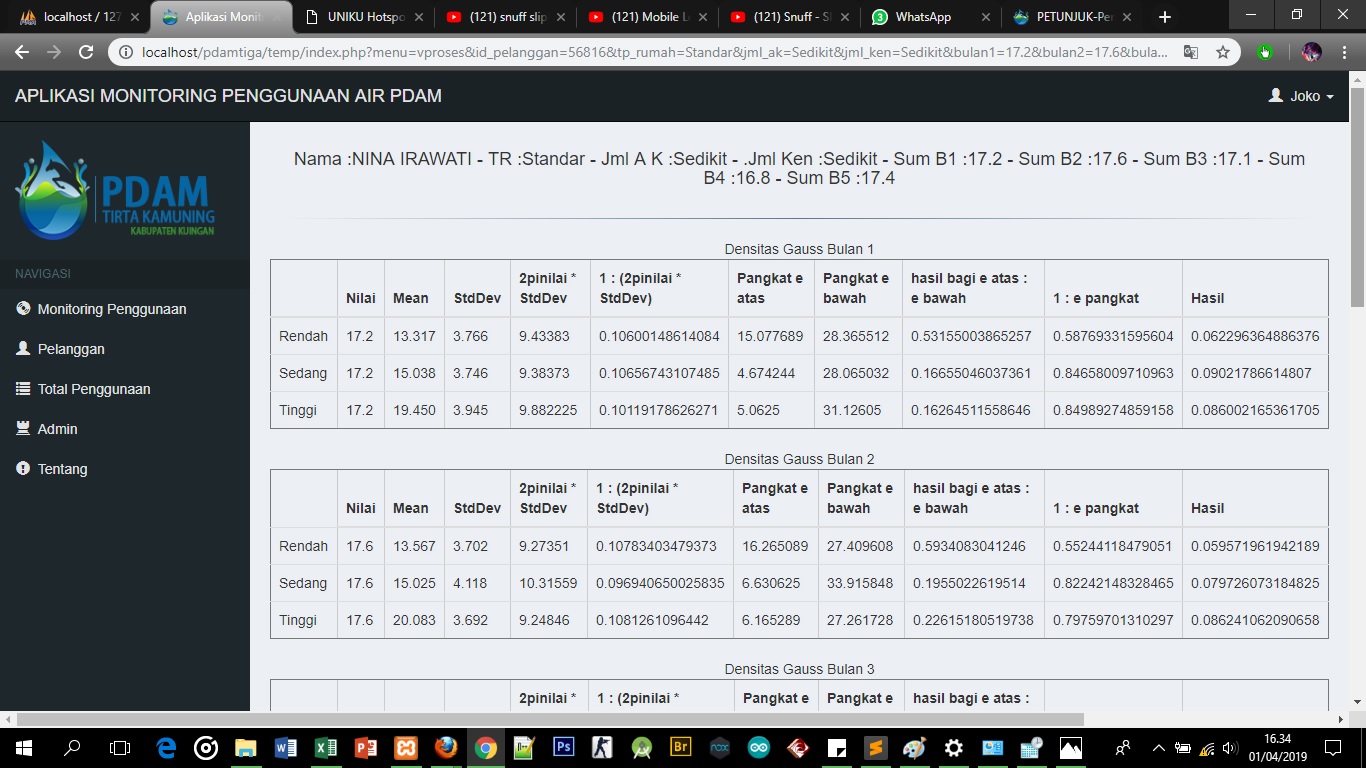 localhost / 127
Aplikasi Monit
UNIKU Hotspo
(121) snuff slip
(121) Mobile L
(121) Snuff - Sl
WhatsApp
PETUNJUK-Per
localhost/pdamtiga/temp/index.php?menu=vproses&id_pelanggan=56816&tp_rumah=Standar&jml_ak=Sedikit&jml_ken=Sedikit&bulan1=17.2&bulan2=17.6&bula...
APLIKASI MONITORING PENGGUNAAN AIR PDAM
Joko
PDAM
TIRTA KAMUNING
KABUPATEN KUINGAN
NAVIGASI
Monitoring Penggunaan
Pelanggan
Total Penggunaan
Admin
Tentang
Nama :NINA IRAWATI - TR :Standar - Jml A K :Sedikit - .Jml Ken :Sedikit - Sum B1 :17.2 - Sum B2 :17.6 - Sum B3 :17.1 - Sum
B4 :16.8 - Sum B5 :17.4
Densitas Gauss Bulan 1
2pinilai * 1 : (2pinilai * Pangkat e Pangkat e hasil bagi e atas :
Nilai Mean StdDev StdDev StdDev) atas bawah e bawah 1 : e pangkat Hasil
Rendah 17.2 13.317 3.766 9.43383 0.10600148614084 15.077689 28.365512 0.53155003865257 0.58769331595604 0.062296364886376
Sedang 17.2 15.038 3.746 9.38373 0.10656743107485 4.674244 28.065032 0.16655046037361 0.84658009710963 0.09021786614807
Tinggi 17.2 19.450 3.945 9.882225 0.10119178626271 5.0625 31.12605 0.16264511558646 0.84989274859158 0.086002165361705
Densitas Gauss Bulan 2
2pinilai * 1 : (2pinilai * Pangkat e Pangkat e hasil bagi e atas :
Nilai Mean StdDev StdDev StdDev) atas bawah e bawah 1 : e pangkat Hasil
Rendah 17.6 13.567 3.702 9.27351 0.10783403479373 16.265089 27.409608 0.5934083041246 0.55244118479051 0.059571961942189
Sedang 17.6 15.025 4.118 10.31559 0.096940650025835 6.630625 33.915848 0.1955022619514 0.82242148328465 0.079726073184825
Tinggi 17.6 20.083 3.692 9.24846 0.1081261096442 6.165289 27.261728 0.22615180519738 0.79759701310297 0.086241062090658
Densitas Gauss Bulan 3
2pinilai * 1 : (2pinilai * Pangkat e Pangkat e hasil bagi e atas :
16.34
01/04/2019